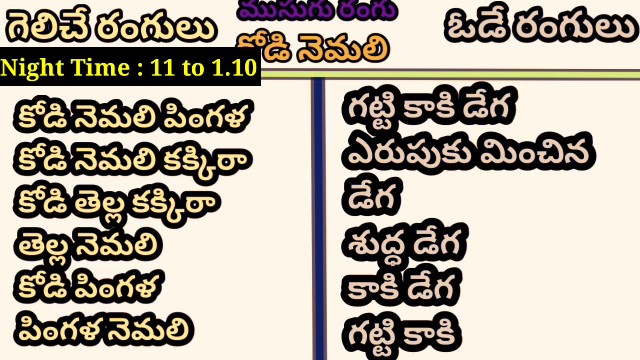 గెలిచే రంగులు
ముసుగు రంగు
కోడి నెమలి
ఓడే రంగులు
Night Time : 11 to 1.10
కోడి నెమలి పింగళ
కోడి నెమలి కక్కిరా
కోడి తెల్ల కక్కిరా
తెల్ల నెమలి
కోడి పింగళ
పింగళ నెమలి
గట్టి కాకి డేగ
ఎరుపుకు మించిన
డేగ
శుద్ధ డేగ
కాకి డేగ
గట్టి కాకి